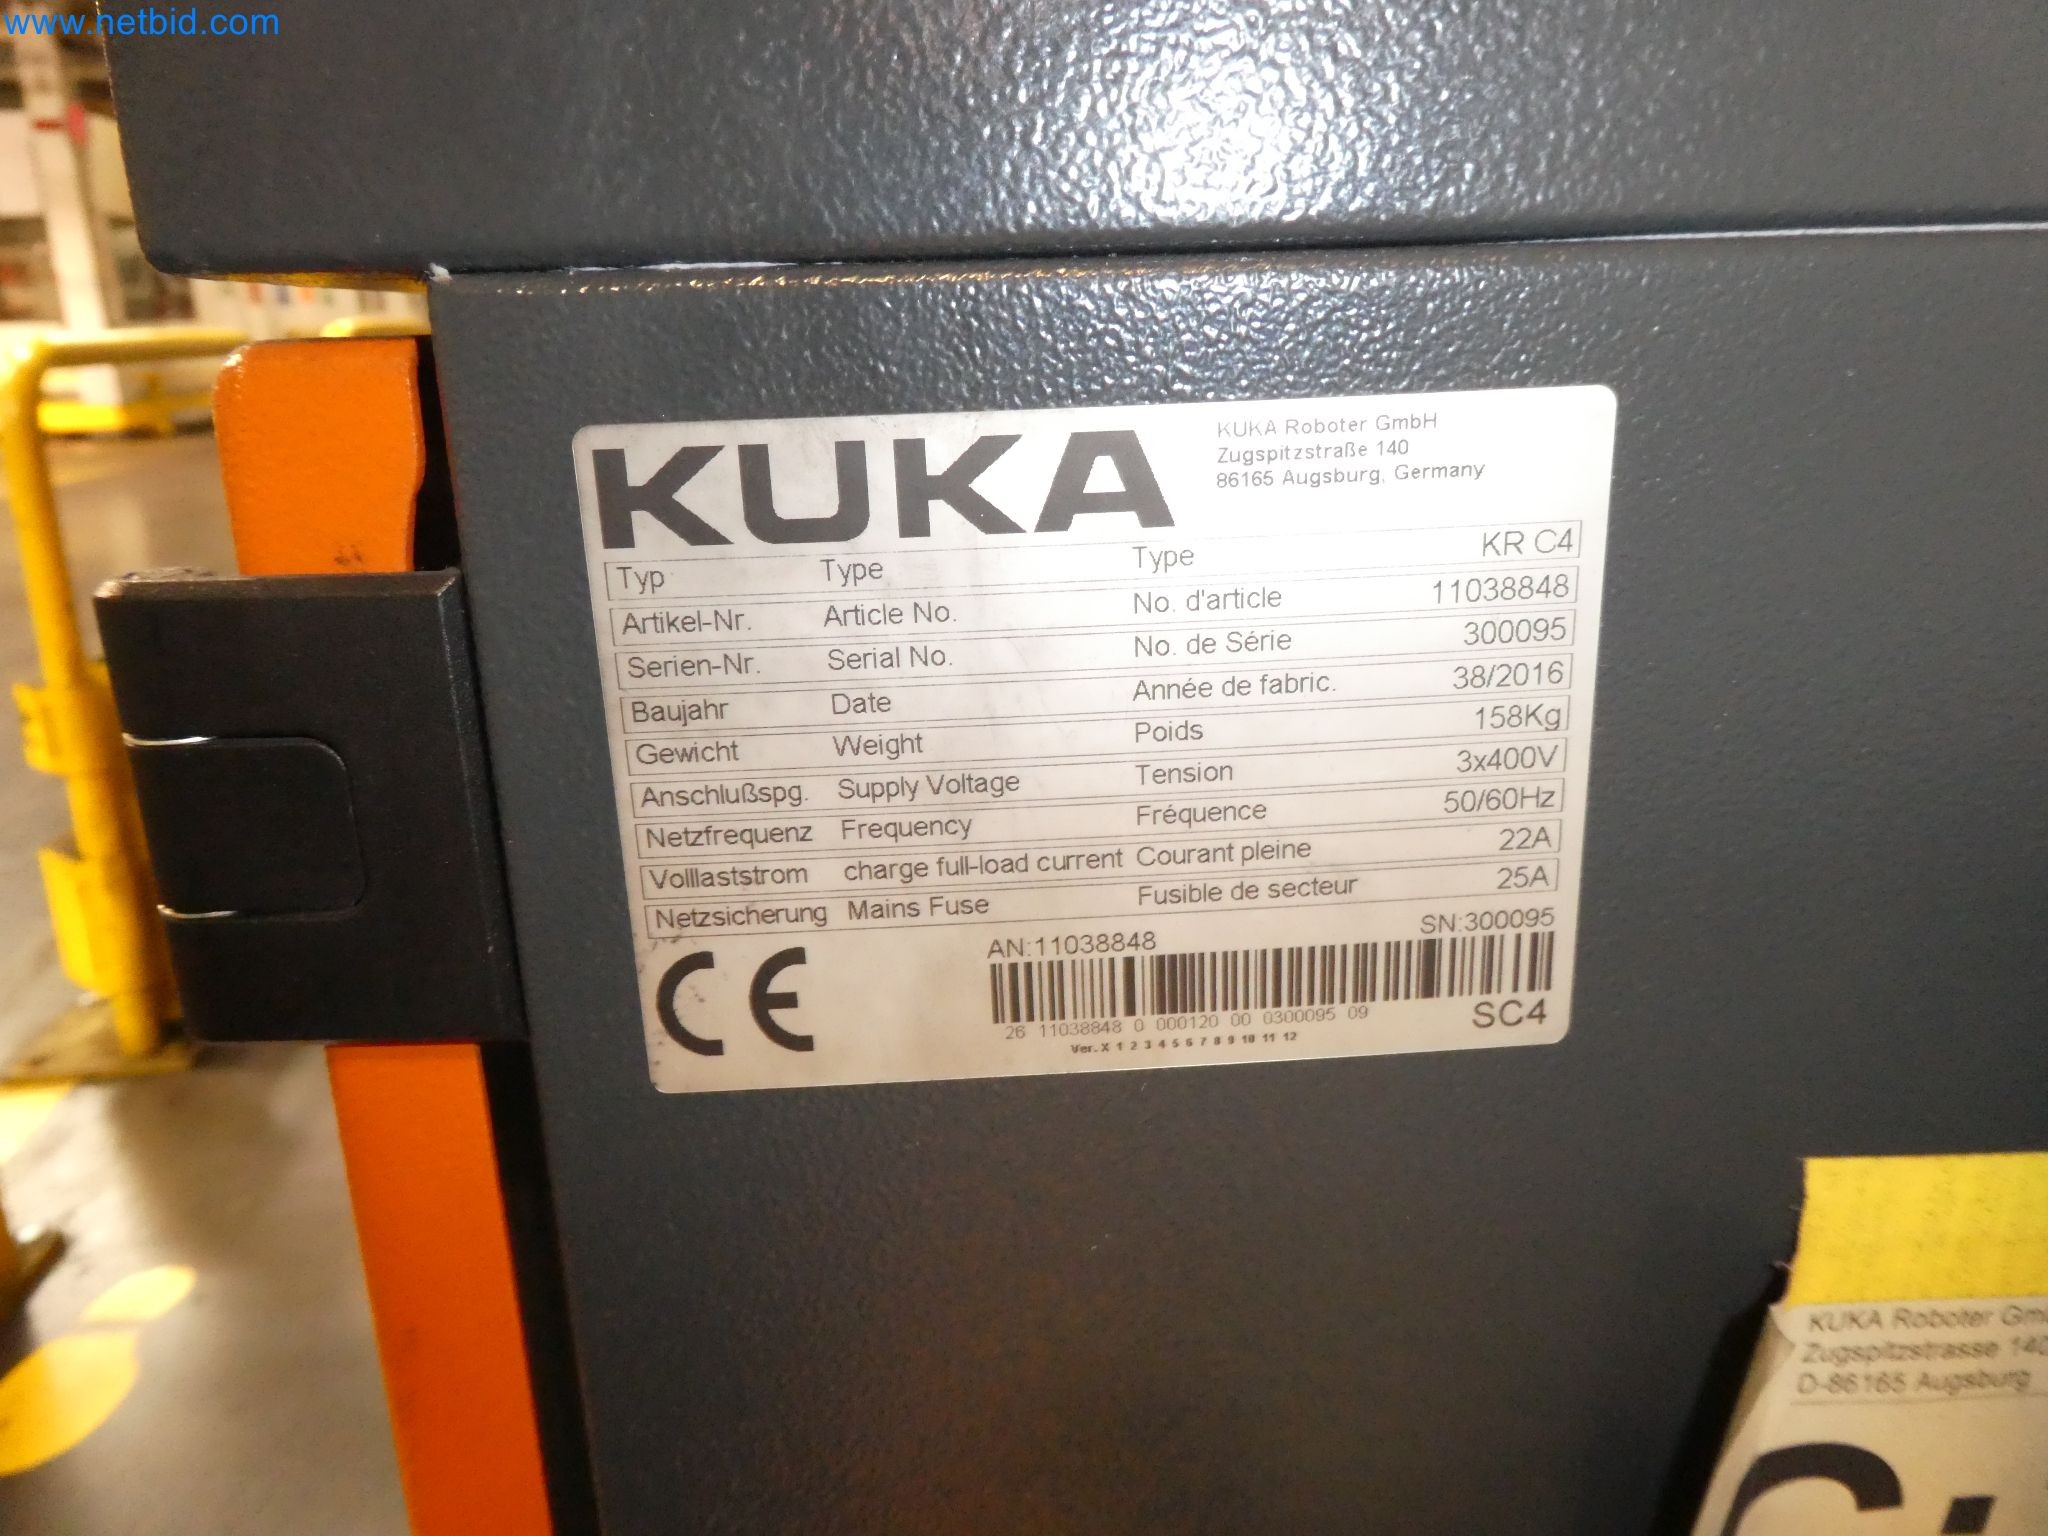 www.netbid.com
KUKA
KUKA Roboter GmbH
Zugspitzstraße 140
86165 Augsburg, Germany
Typ Type Type KR C4
Artikel-Nr. Article No. No. d'article 11038848
Serien-Nr. Serial No. No. de Série 300095
Baujahr Date Année de fabric. 38/2016
Gewicht Weight Poids 158Kg
Anschlußspg. Supply Voltage Tension 3x400V
Netzfrequenz Frequency Fréquence 50/60Hz
Volllaststrom charge full-load current Courant pleine 22A
Netzsicherung Mains Fuse Fusible de secteur 25A
CE
AN:11038848 SN:300095
26 11038848 0 000120 00 0300095 09
SC4
Ver. X 1 2 3 4 5 6 7 8 9 10 11 12
KUKA Roboter
Zugspitzstrasse 140
D-86165 Augsburg